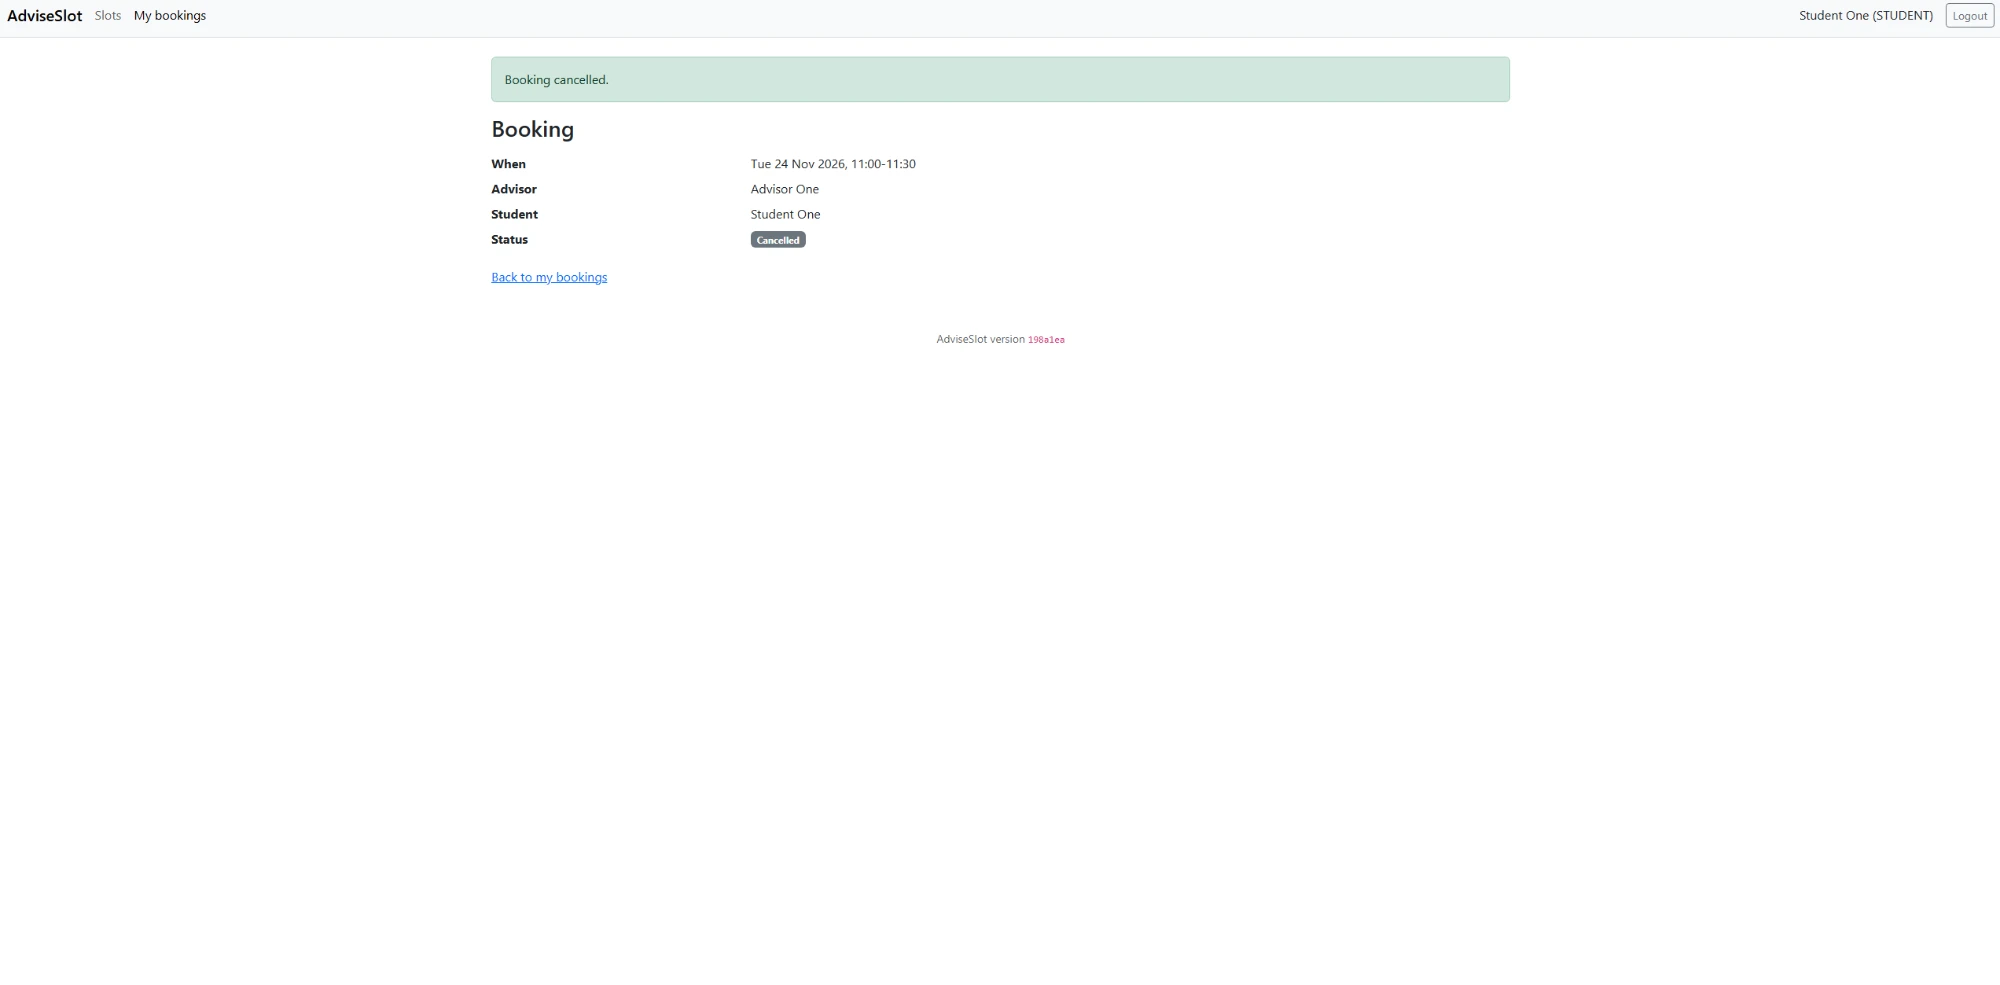 AdviseSlot Slots My bookings Student One (STUDENT) Logout
Booking cancelled.
Booking
When Tue 24 Nov 2026, 11:00-11:30
Advisor Advisor One
Student Student One
Status Cancelled
Back to my bookings
AdviseSlot version 198a1ea